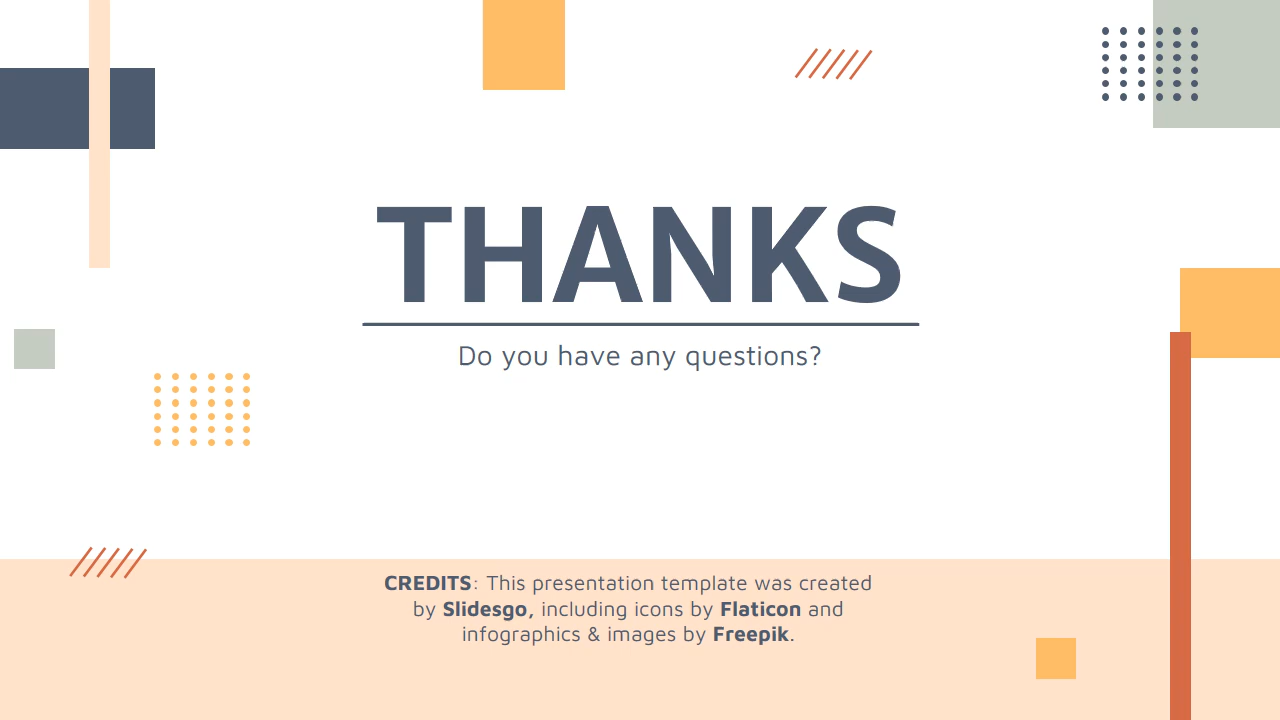 THANKS
Do you have any questions?
CREDITS: This presentation template was created
by Slidesgo, including icons by Flaticon and
infographics & images by Freepik.